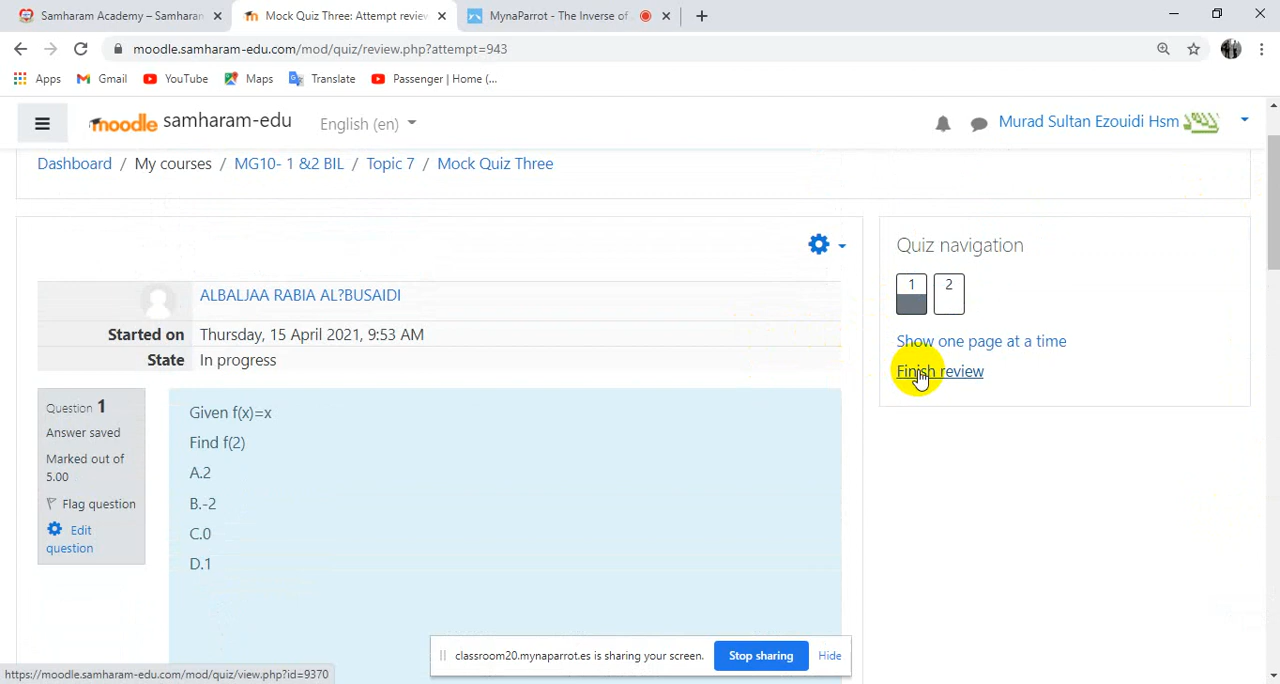 Samharam Academy – Samharan
Mock Quiz Three: Attempt review
MynaParrot - The Inverse of
moodle.samharam-edu.com/mod/quiz/review.php?attempt=943
Apps
Gmail
YouTube
Maps
Translate
Passenger | Home (...
moodle samharam-edu
English (en)
Murad Sultan Ezouidi Hsm
Dashboard / My courses / MG10- 1 &2 BIL / Topic 7 / Mock Quiz Three
Quiz navigation
1 2
Show one page at a time
Finish review
ALBALJAA RABIA AL?BUSAIDI
Started on Thursday, 15 April 2021, 9:53 AM
State In progress
Question 1
Answer saved
Marked out of
5.00
Flag question
Edit
question
Given f(x)=x
Find f(2)
A.2
B.-2
C.0
D.1
classroom20.mynaparrot.es is sharing your screen.
Stop sharing
Hide
https://moodle.samharam-edu.com/mod/quiz/view.php?id=9370